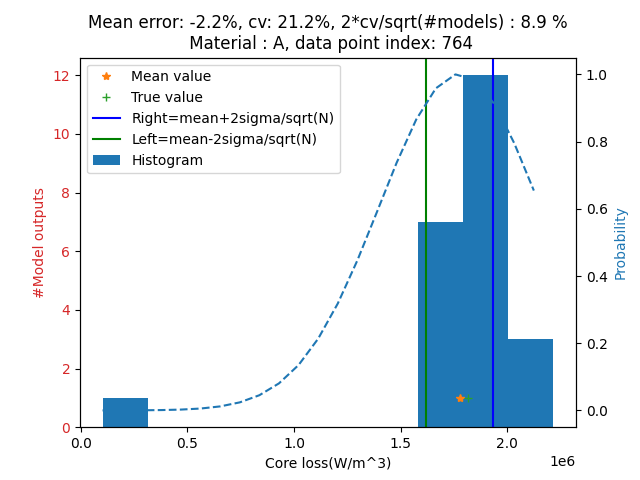 Mean error: -2.2%, cv: 21.2%, 2*cv/sqrt(#models) : 8.9 %
Material : A, data point index: 764
Mean value
True value
Right=mean+2sigma/sqrt(N)
Left=mean-2sigma/sqrt(N)
Histogram
#Model outputs
12
10
8
6
4
2
0
1.0
0.8
0.6
0.4
0.2
0.0
Probability
0.0
0.5
1.0
1.5
2.0
1e6
Core loss(W/m^3)